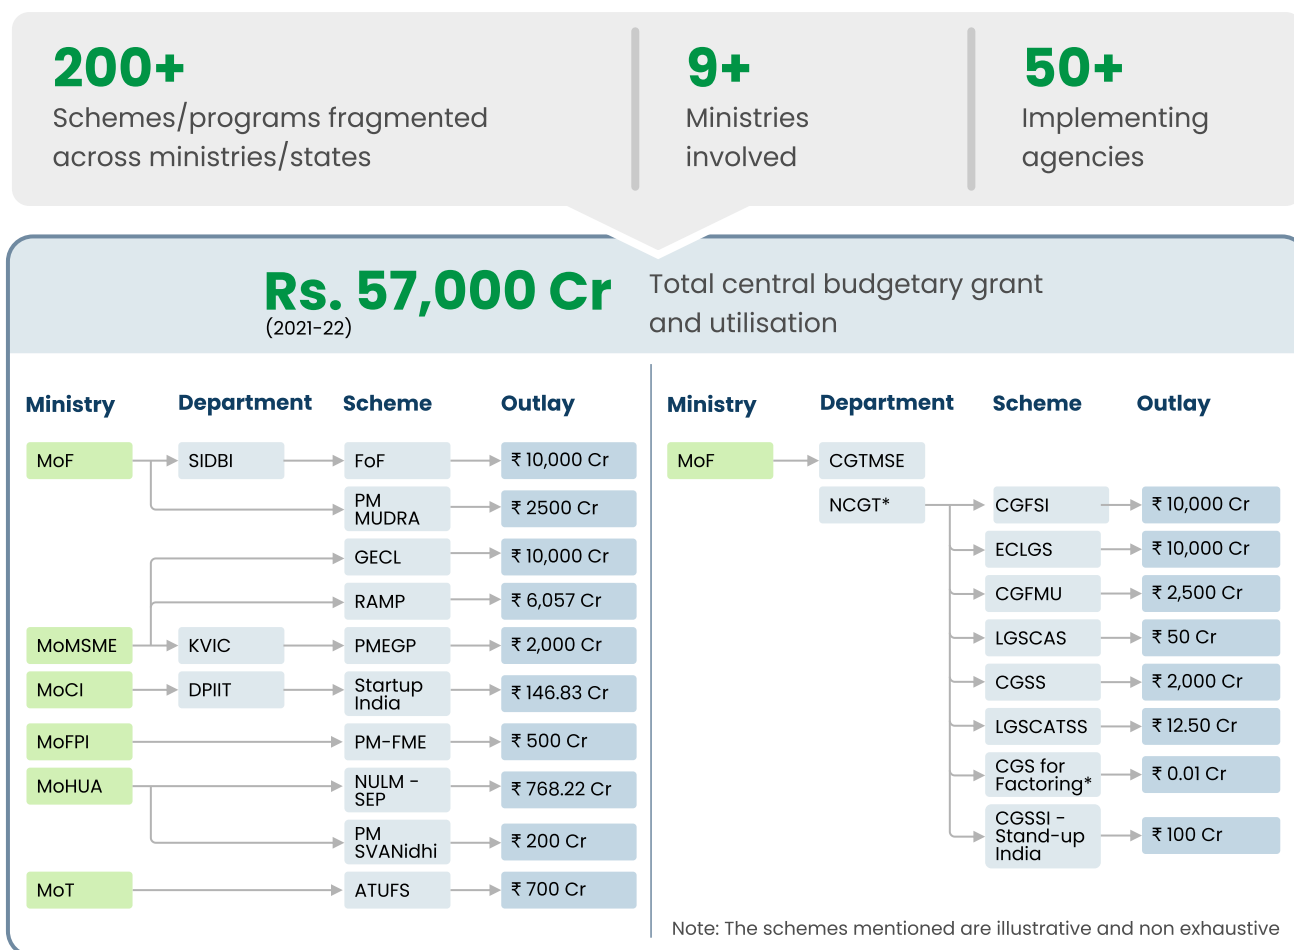 200+
Schemes/programs fragmented
across ministries/states
9+
Ministries
involved
50+
Implementing
agencies
Rs. 57,000 Cr
(2021-22)
Total central budgetary grant
and utilisation
Ministry Department Scheme Outlay
MoF SIDBI FoF ₹ 10,000 Cr
PM
MUDRA
₹ 2500 Cr
GECL ₹ 10,000 Cr
RAMP ₹ 6,057 Cr
MoMSME KVIC PMEGP ₹ 2,000 Cr
MoCI DPIIT Startup
India
₹ 146.83 Cr
MoFPI PM-FME ₹ 500 Cr
MoHUA NULM -
SEP
₹ 768.22 Cr
PM
SVANidhi
₹ 200 Cr
MoT ATUFS ₹ 700 Cr
Ministry Department Scheme Outlay
MoF CGTMSE
NCGT* CGFSI ₹ 10,000 Cr
ECLGS ₹ 10,000 Cr
CGFMU ₹ 2,500 Cr
LGSCAS ₹ 50 Cr
CGSS ₹ 2,000 Cr
LGSCATSS ₹ 12.50 Cr
CGS for
Factoring*
₹ 0.01 Cr
CGSSI -
Stand-up
India
₹ 100 Cr
Note: The schemes mentioned are illustrative and non exhaustive